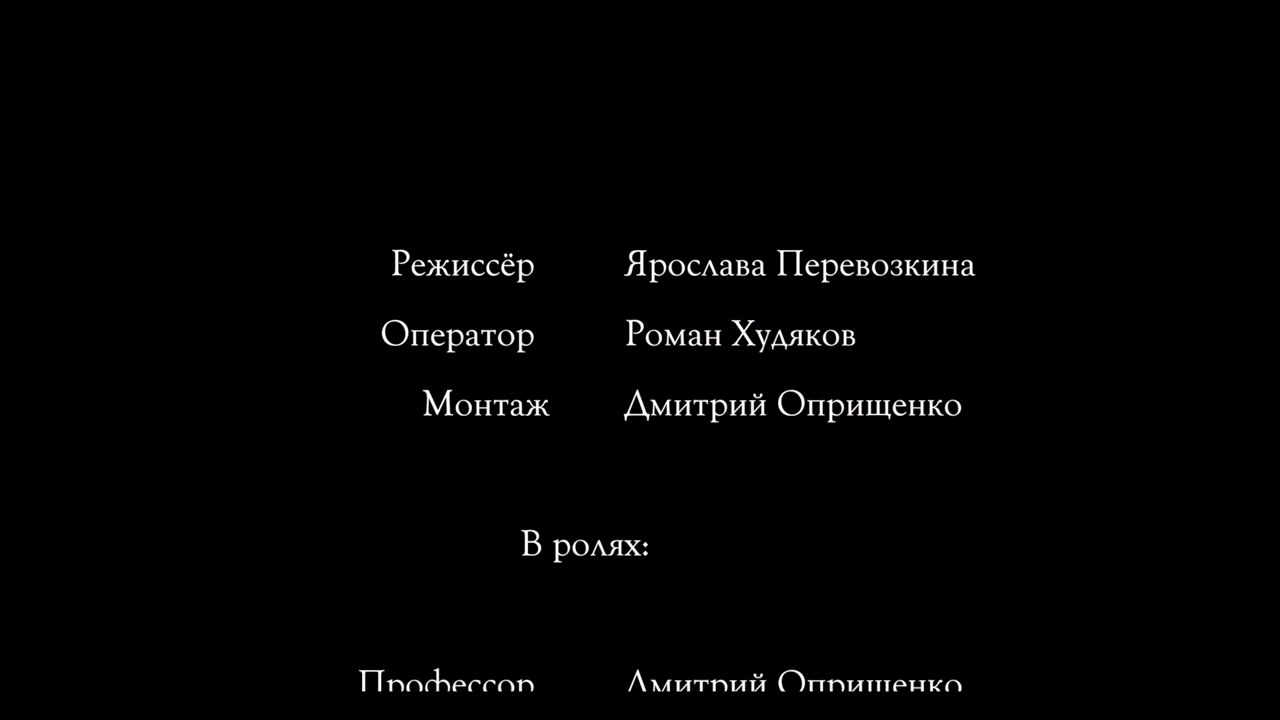 Режиссёр Ярослава Перевозкина
Оператор Роман Худяков
Монтаж Дмитрий Оприщенко
В ролях:
Профессор Дмитрий Оприщенко